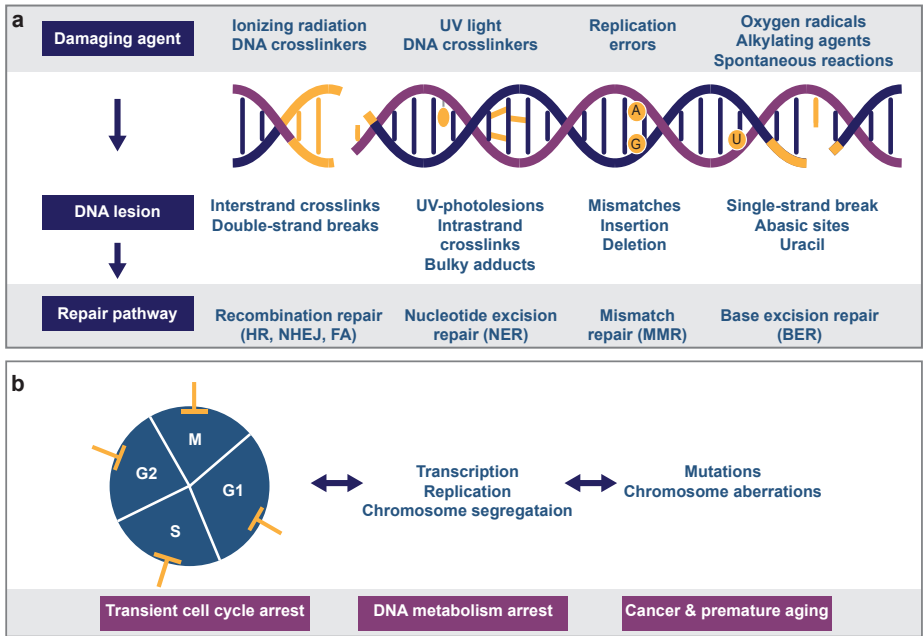 a
Damaging agent
Ionizing radiation
DNA crosslinkers
UV light
DNA crosslinkers
Replication
errors
Oxygen radicals
Alkylating agents
Spontaneous reactions
A
G
U
DNA lesion
Interstrand crosslinks
Double-strand breaks
UV-photolesions
Intrastrand
crosslinks
Bulky adducts
Mismatches
Insertion
Deletion
Single-strand break
Abasic sites
Uracil
Repair pathway
Recombination repair
(HR, NHEJ, FA)
Nucleotide excision
repair (NER)
Mismatch
repair (MMR)
Base excision repair
(BER)
b
M
G2
G1
S
Transcription
Replication
Chromosome segregataion
Mutations
Chromosome aberrations
Transient cell cycle arrest
DNA metabolism arrest
Cancer & premature aging